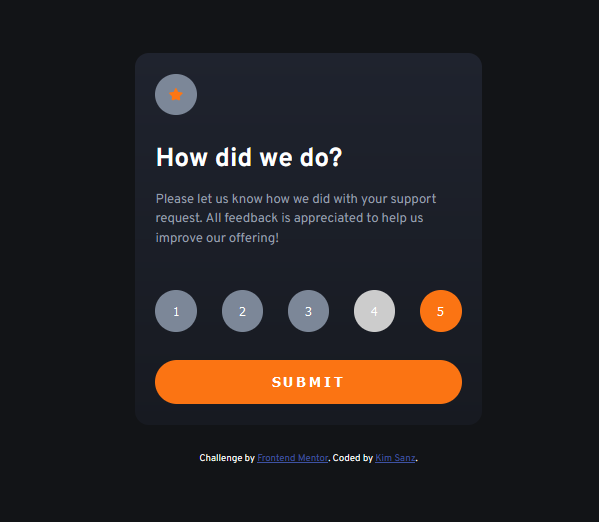 How did we do?
Please let us know how we did with your support
request. All feedback is appreciated to help us
improve our offering!
1 2 3 4 5
SUBMIT
Challenge by Frontend Mentor. Coded by Kim Sanz.